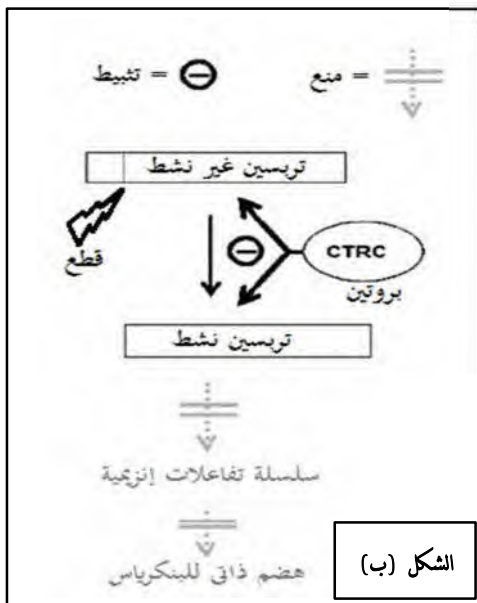 منع = ⊖ = تثبيط
تربسين غير نشط
قطع
⊖
CTRC
بروتين
تربسين نشط
سلسلة تفاعلات إنزيمية
هضم ذاتي للبنكرياس
الشكل (ب)